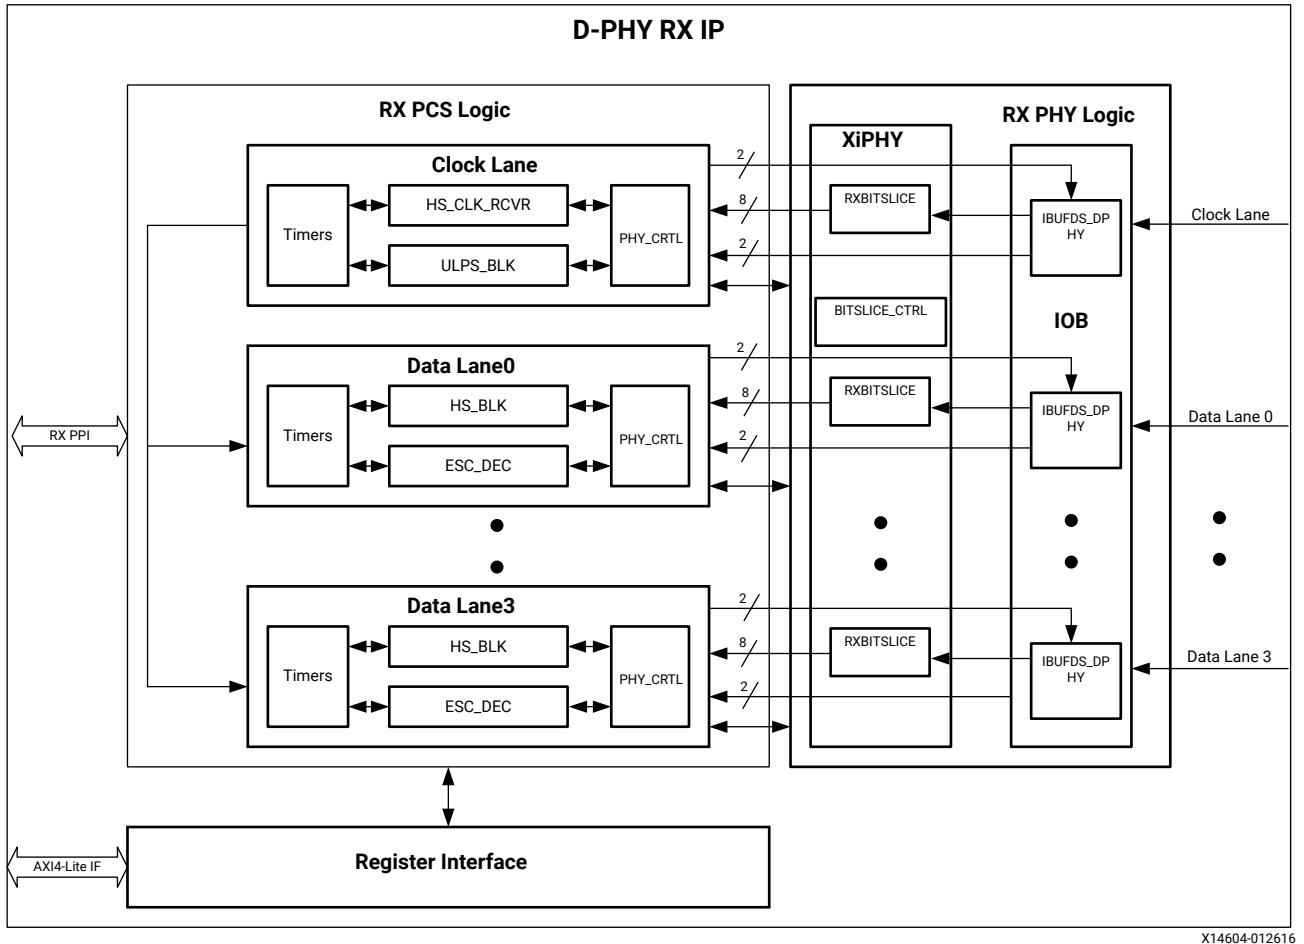 D-PHY RX IP
RX PCS Logic
RX PHY Logic
XiPHY
Clock Lane
Timers
HS_CLK_RCVR
ULPS_BLK
PHY_CRTL
2
8
2
RXBITSLICE
IBUFDS_DP
HY
Clock Lane
BITSLICE_CTRL
IOB
Data Lane0
Timers
HS_BLK
ESC_DEC
PHY_CRTL
2
8
2
RXBITSLICE
IBUFDS_DP
HY
Data Lane 0
RX PPI
Data Lane3
Timers
HS_BLK
ESC_DEC
PHY_CRTL
2
8
2
RXBITSLICE
IBUFDS_DP
HY
Data Lane 3
Register Interface
AXI4-Lite IF
X14604-012616